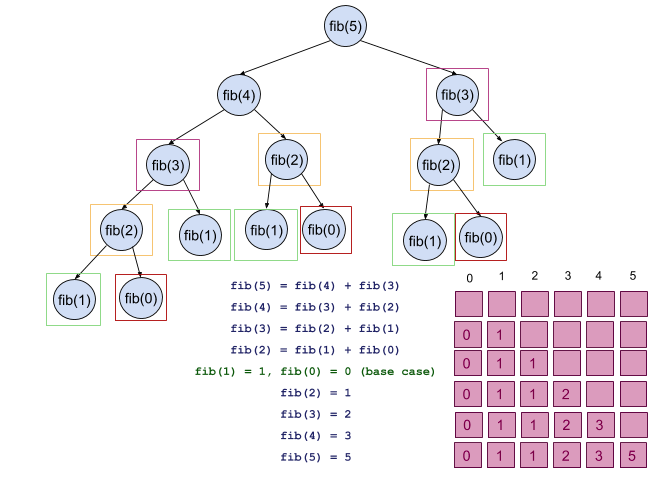 fib(5)
fib(4)
fib(3)
fib(3)
fib(2)
fib(2)
fib(1)
fib(2)
fib(1)
fib(1)
fib(0)
fib(1)
fib(0)
fib(1)
fib(0)
fib(5) = fib(4) + fib(3)
fib(4) = fib(3) + fib(2)
fib(3) = fib(2) + fib(1)
fib(2) = fib(1) + fib(0)
fib(1) = 1, fib(0) = 0 (base case)
fib(2) = 1
fib(3) = 2
fib(4) = 3
fib(5) = 5
0 1 2 3 4 5
0 1
0 1 1
0 1 1 2
0 1 1 2 3
0 1 1 2 3 5